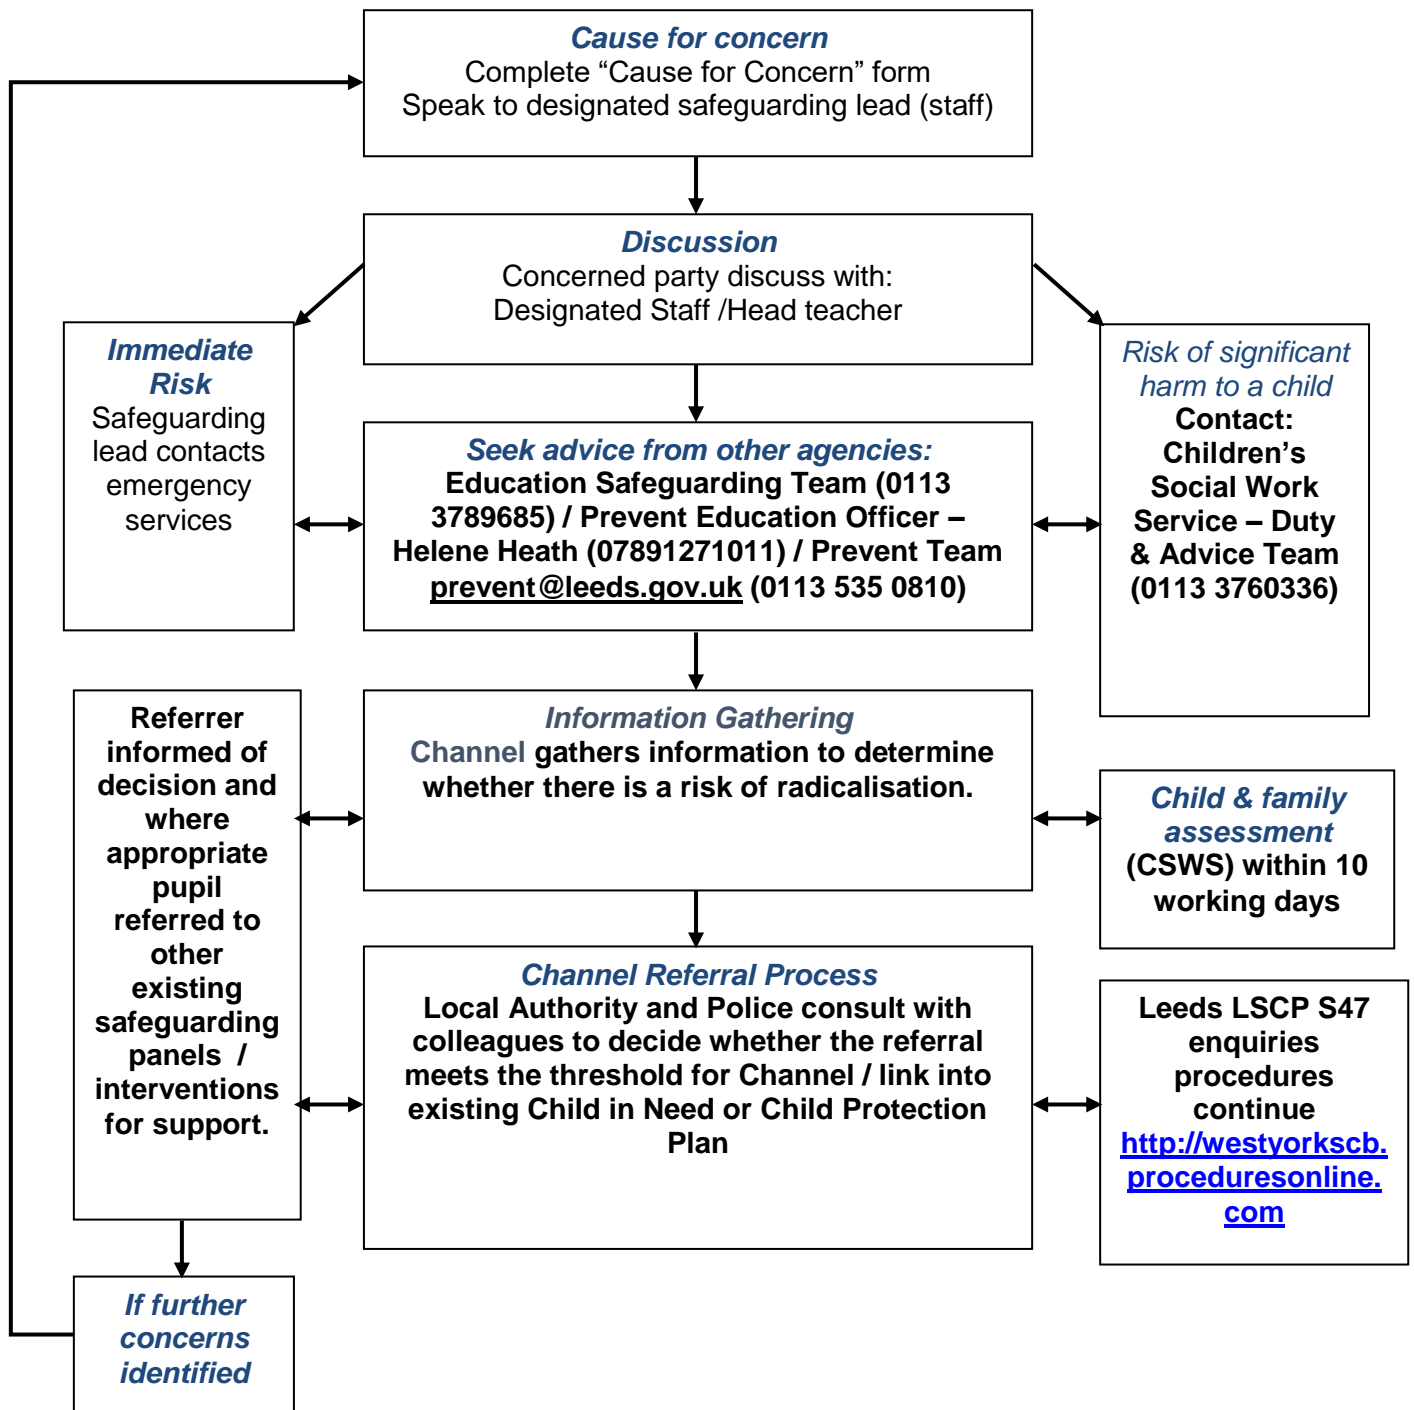 Cause for concern
Complete “Cause for Concern” form
Speak to designated safeguarding lead (staff)
Discussion
Concerned party discuss with:
Designated Staff /Head teacher
Immediate
Risk
Safeguarding
lead contacts
emergency
services
Seek advice from other agencies:
Education Safeguarding Team (0113
3789685) / Prevent Education Officer –
Helene Heath (07891271011) / Prevent Team
prevent@leeds.gov.uk (0113 535 0810)
Risk of significant
harm to a child
Contact:
Children’s
Social Work
Service – Duty
& Advice Team
(0113 3760336)
Referrer
informed of
decision and
where
appropriate
pupil
referred to
other
existing
safeguarding
panels /
interventions
for support.
Information Gathering
Channel gathers information to determine
whether there is a risk of radicalisation.
Child & family
assessment
(CSWS) within 10
working days
Channel Referral Process
Local Authority and Police consult with
colleagues to decide whether the referral
meets the threshold for Channel / link into
existing Child in Need or Child Protection
Plan
Leeds LSCP S47
enquiries
procedures
continue
http://westyorkscb.
proceduresonline.
com
If further
concerns
identified